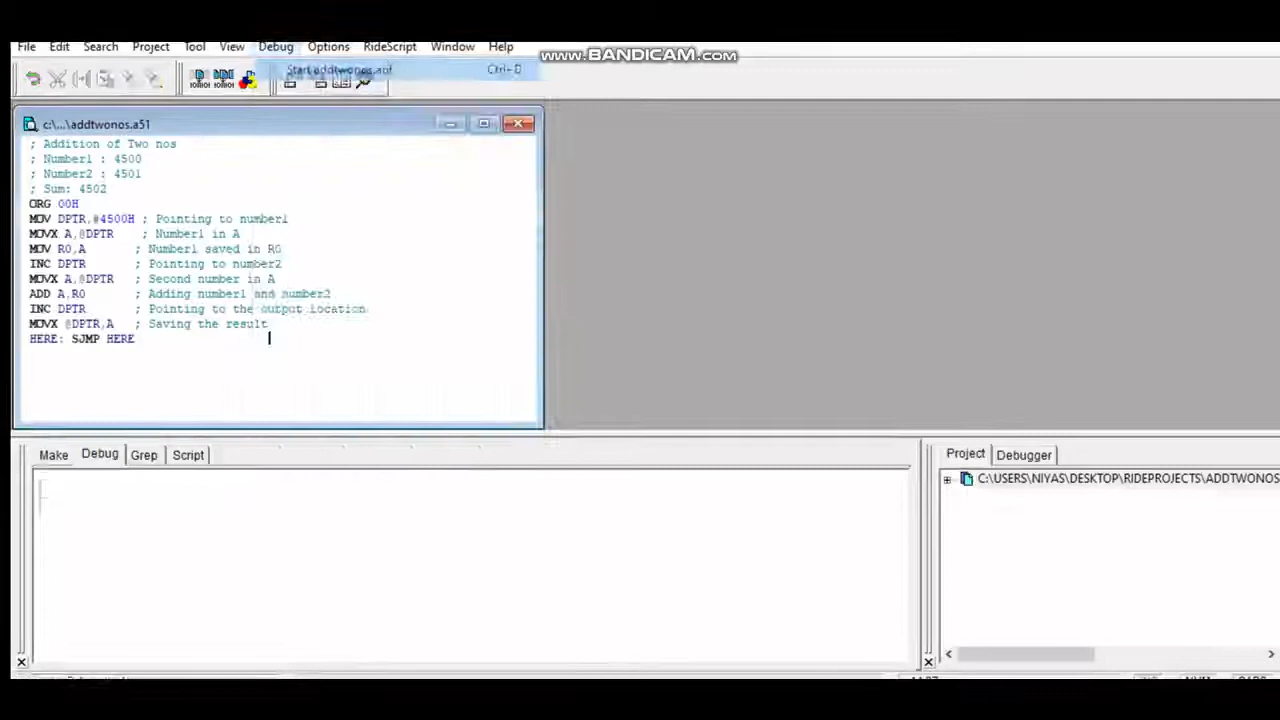 www.BANDICAM.com
File Edit Search Project Tool View Debug Options RideScript Window Help
Start addtwonos.aof Ctrl+D
c:\...\addtwonos.a51
; Addition of Two nos
; Number1 : 4500
; Number2 : 4501
; Sum: 4502
ORG 00H
MOV DPTR,#4500H ; Pointing to number1
MOVX A,@DPTR ; Number1 in A
MOV R0,A ; Number1 saved in R0
INC DPTR ; Pointing to number2
MOVX A,@DPTR ; Second number in A
ADD A,R0 ; Adding number1 and number2
INC DPTR ; Pointing to the output location
MOVX @DPTR,A ; Saving the result
HERE: SJMP HERE
Make Debug Grep Script
Project Debugger
C:\USERS\NIYAS\DESKTOP\RIDEPROJECTS\ADDTWONOS